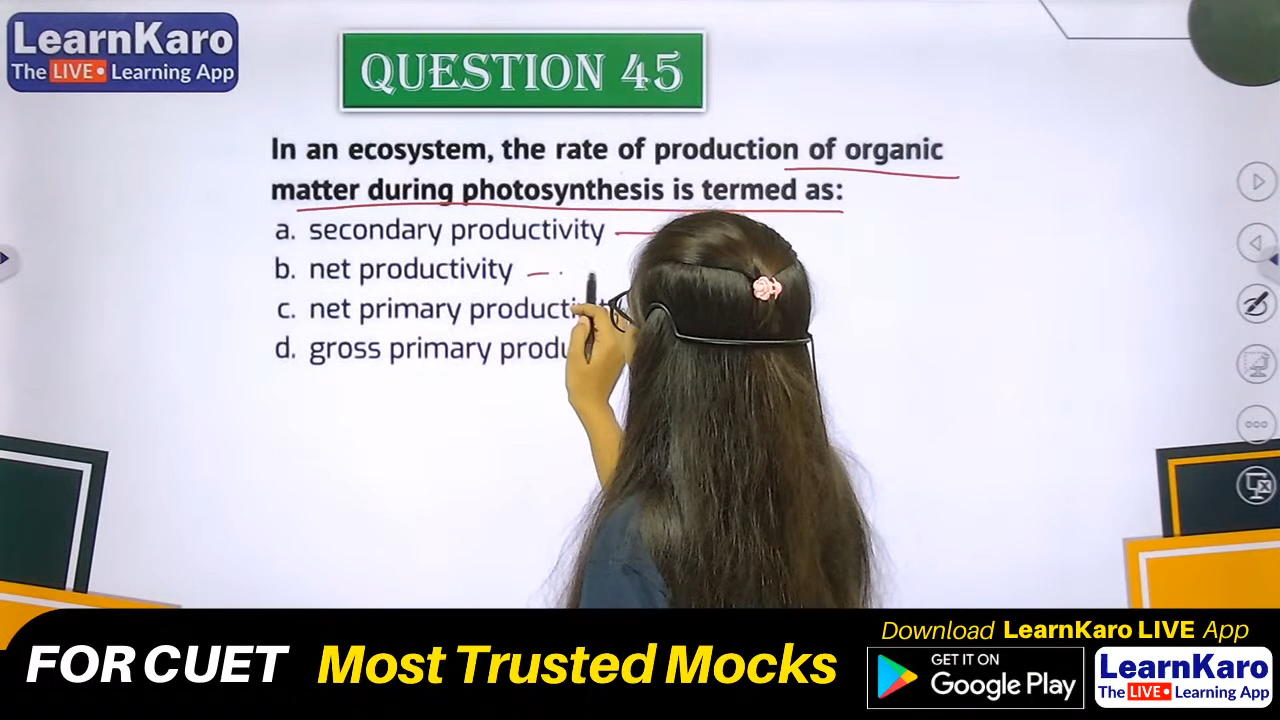 LearnKaro
The LIVE Learning App
QUESTION 45
In an ecosystem, the rate of production of organic
matter during photosynthesis is termed as:
a. secondary productivity
b. net productivity
c. net primary
d. gross primary
FOR CUET Most Trusted Mocks
Download LearnKaro LIVE App
GET IT ON
Google Play
LearnKaro
The LIVE Learning App